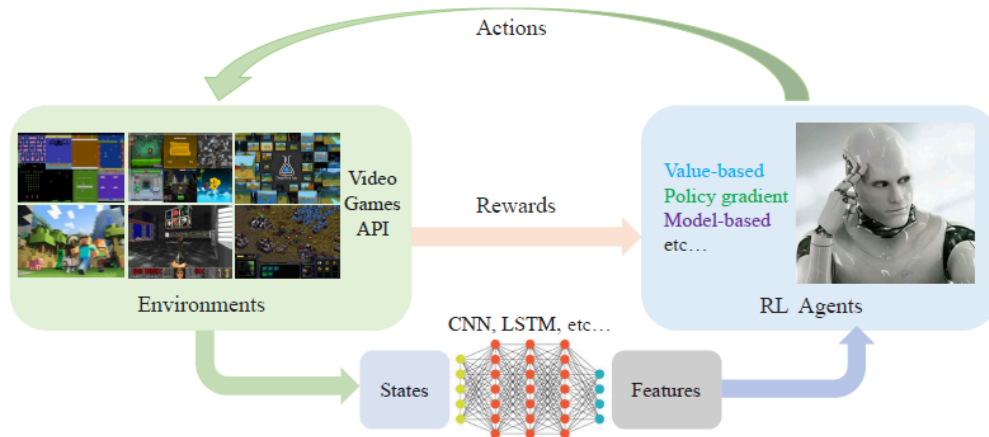 Actions
Video
Games
API
Environments
Rewards
Value-based
Policy gradient
Model-based
etc…
RL Agents
CNN, LSTM, etc…
States
Features